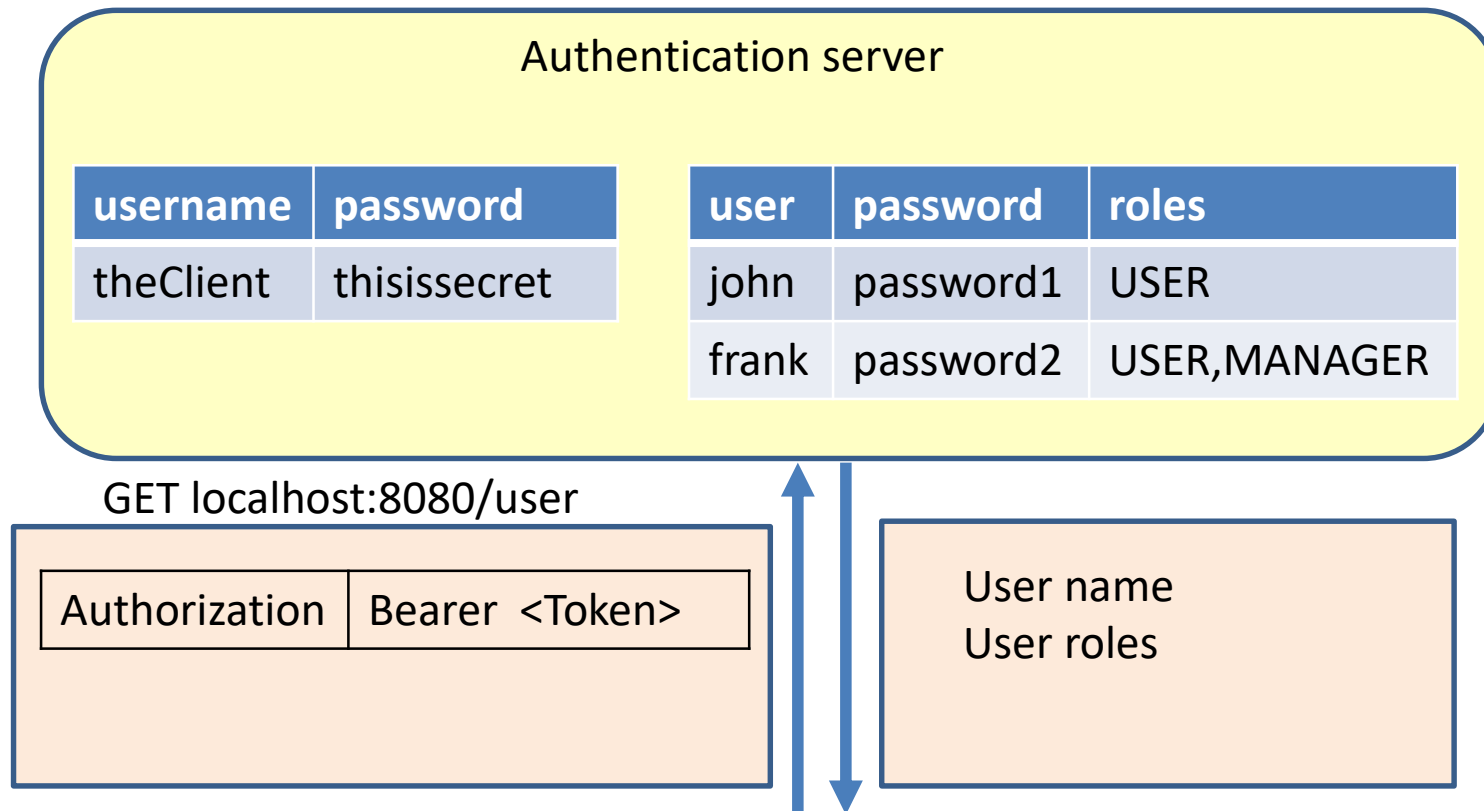 Authentication server
username password
theClient thisissecret
user password roles
john password1 USER
frank password2 USER,MANAGER
GET localhost:8080/user
Authorization Bearer <Token>
User name
User roles